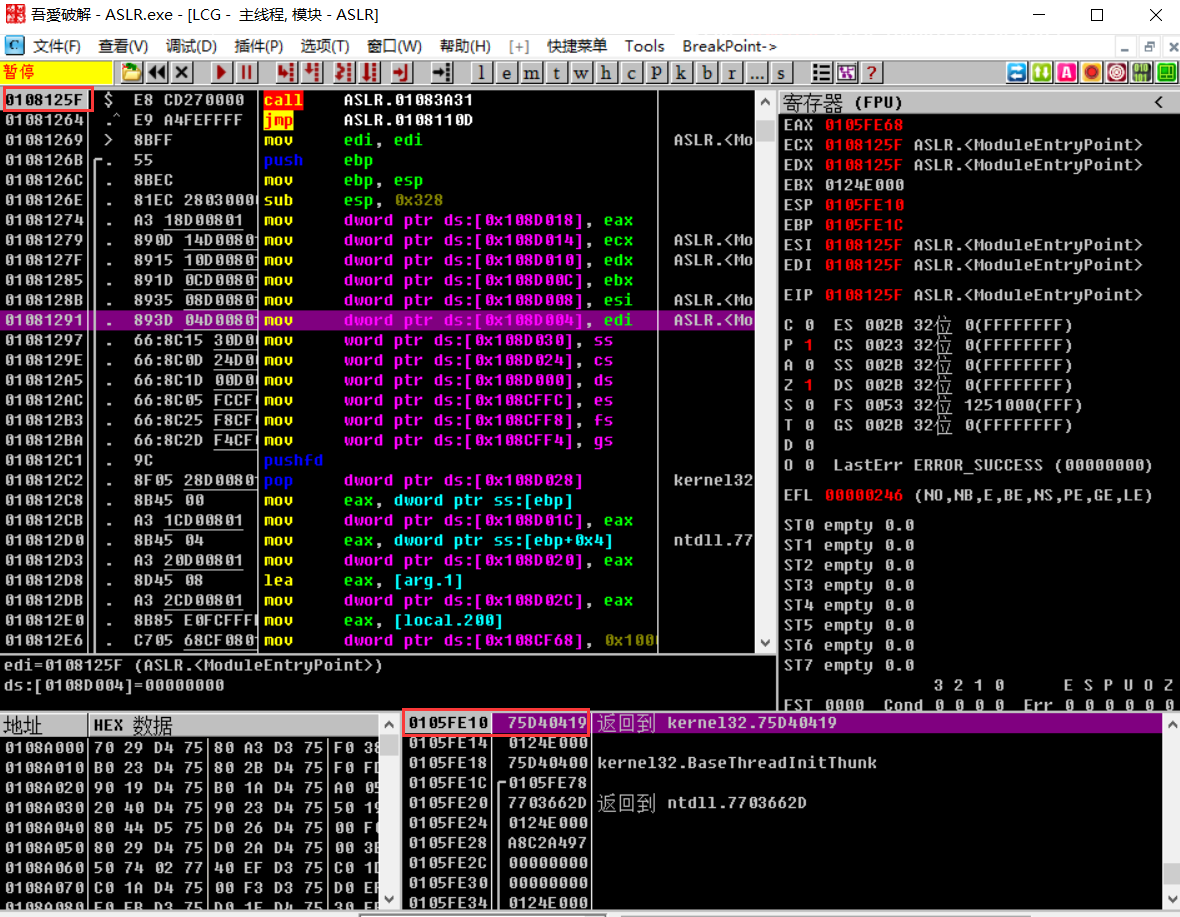 吾愛破解 - ASLR.exe - [LCG -  主线程, 模块 - ASLR]
C 文件(F) 查看(V) 调试(D) 插件(P) 选项(T) 窗口(W) 帮助(H) [+] 快捷菜单 Tools BreakPoint->
暂停 l e m t w h c P k b r ... s ?
0108125F $ E8 CD270000 call ASLR.01083A31
01081264 .^ E9 A4FEFFFF jmp ASLR.0108110D
01081269 > 8BFF mov edi, edi ASLR.<Mo
0108126B . 55 push ebp
0108126C . 8BEC mov ebp, esp
0108126E . 81EC 28030000 sub esp, 0x328
01081274 . A3 18D00801 mov dword ptr ds:[0x108D018], eax
01081279 . 890D 14D00801 mov dword ptr ds:[0x108D014], ecx ASLR.<Mo
0108127F . 8915 10D00801 mov dword ptr ds:[0x108D010], edx ASLR.<Mo
01081285 . 891D 0CD00801 mov dword ptr ds:[0x108D00C], ebx
0108128B . 8935 08D00801 mov dword ptr ds:[0x108D008], esi ASLR.<Mo
01081291 . 893D 04D00801 mov dword ptr ds:[0x108D004], edi ASLR.<Mo
01081297 . 66:8C15 30D0 mov word ptr ds:[0x108D030], ss
0108129E . 66:8C0D 24D0 mov word ptr ds:[0x108D024], cs
010812A5 . 66:8C1D 00D0 mov word ptr ds:[0x108D000], ds
010812AC . 66:8C05 FCCF mov word ptr ds:[0x108CFFC], es
010812B3 . 66:8C25 F8CF mov word ptr ds:[0x108CFF8], fs
010812BA . 66:8C2D F4CF mov word ptr ds:[0x108CFF4], gs
010812C1 . 9C pushfd
010812C2 . 8F05 28D00801 pop dword ptr ds:[0x108D028] kernel32
010812C8 . 8B45 00 mov eax, dword ptr ss:[ebp]
010812CB . A3 1CD00801 mov dword ptr ds:[0x108D01C], eax
010812D0 . 8B45 04 mov eax, dword ptr ss:[ebp+0x4] ntdll.77
010812D3 . A3 20D00801 mov dword ptr ds:[0x108D020], eax
010812D8 . 8D45 08 lea eax, [arg.1]
010812DB . A3 2CD00801 mov dword ptr ds:[0x108D02C], eax
010812E0 . 8B85 E0FCFFFF mov eax, [local.200]
010812E6 . C705 68CF0801 mov dword ptr ds:[0x108CF68], 0x100
edi=0108125F (ASLR.<ModuleEntryPoint>)
ds:[0108D004]=00000000
寄存器 (FPU) <
EAX 0105FE68
ECX 0108125F ASLR.<ModuleEntryPoint>
EDX 0108125F ASLR.<ModuleEntryPoint>
EBX 0124E000
ESP 0105FE10
EBP 0105FE1C
ESI 0108125F ASLR.<ModuleEntryPoint>
EDI 0108125F ASLR.<ModuleEntryPoint>
EIP 0108125F ASLR.<ModuleEntryPoint>
C 0 ES 002B 32位 0(FFFFFFFF)
P 1 CS 0023 32位 0(FFFFFFFF)
A 0 SS 002B 32位 0(FFFFFFFF)
Z 1 DS 002B 32位 0(FFFFFFFF)
S 0 FS 0053 32位 1251000(FFF)
T 0 GS 002B 32位 0(FFFFFFFF)
D 0
O 0 LastErr ERROR_SUCCESS (00000000)
EFL 00000246 (NO,NB,E,BE,NS,PE,GE,LE)
ST0 empty 0.0
ST1 empty 0.0
ST2 empty 0.0
ST3 empty 0.0
ST4 empty 0.0
ST5 empty 0.0
ST6 empty 0.0
ST7 empty 0.0
3 2 1 0 E S P U O Z
FST 0000 Cond 0 0 0 0 Err 0 0 0 0 0 0
地址 HEX 数据
0108A000 70 29 D4 75 80 A3 D3 75 F0 38
0108A010 B0 23 D4 75 80 2B D4 75 F0 FD
0108A020 90 19 D4 75 B0 1A D4 75 A0 05
0108A030 20 40 D4 75 90 23 D4 75 50 19
0108A040 80 44 D5 75 D0 26 D4 75 00 F0
0108A050 80 29 D4 75 D0 2A D4 75 00 3E
0108A060 50 74 02 77 40 EF D3 75 C0 1D
0108A070 C0 1A D4 75 00 F3 D3 75 D0 EF
0105FE10 75D40419 返回到 kernel32.75D40419
0105FE14 0124E000
0105FE18 75D40400 kernel32.BaseThreadInitThunk
0105FE1C 0105FE78
0105FE20 7703662D 返回到 ntdll.7703662D
0105FE24 0124E000
0105FE28 A8C2A497
0105FE2C 00000000
0105FE30 00000000
0105FE34 0124E000